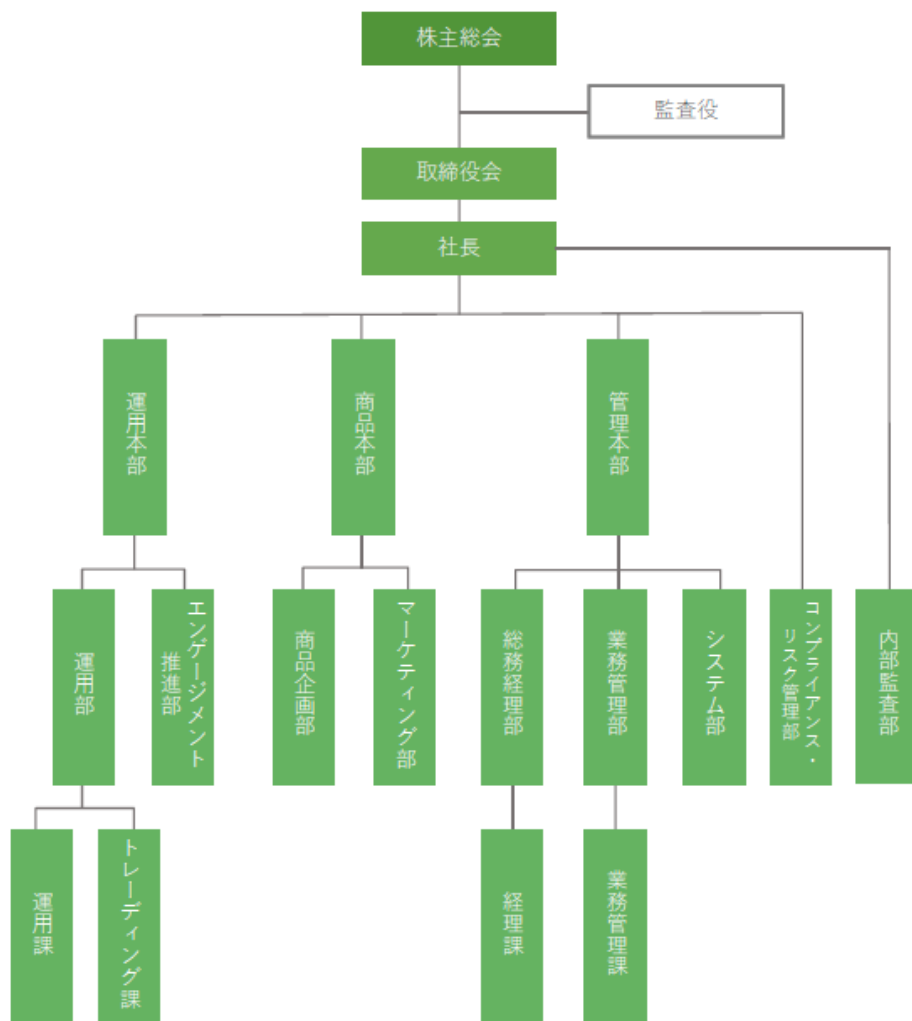 株主総会
監査役
取締役会
社長
運用本部
商品本部
管理本部
運用部
エンゲージメント
推進部
商品企画部
マーケティング部
総務経理部
業務管理部
システム部
コンプライアンス・
リスク管理部
内部監査部
運用課
トレーディング課
経理課
業務管理課